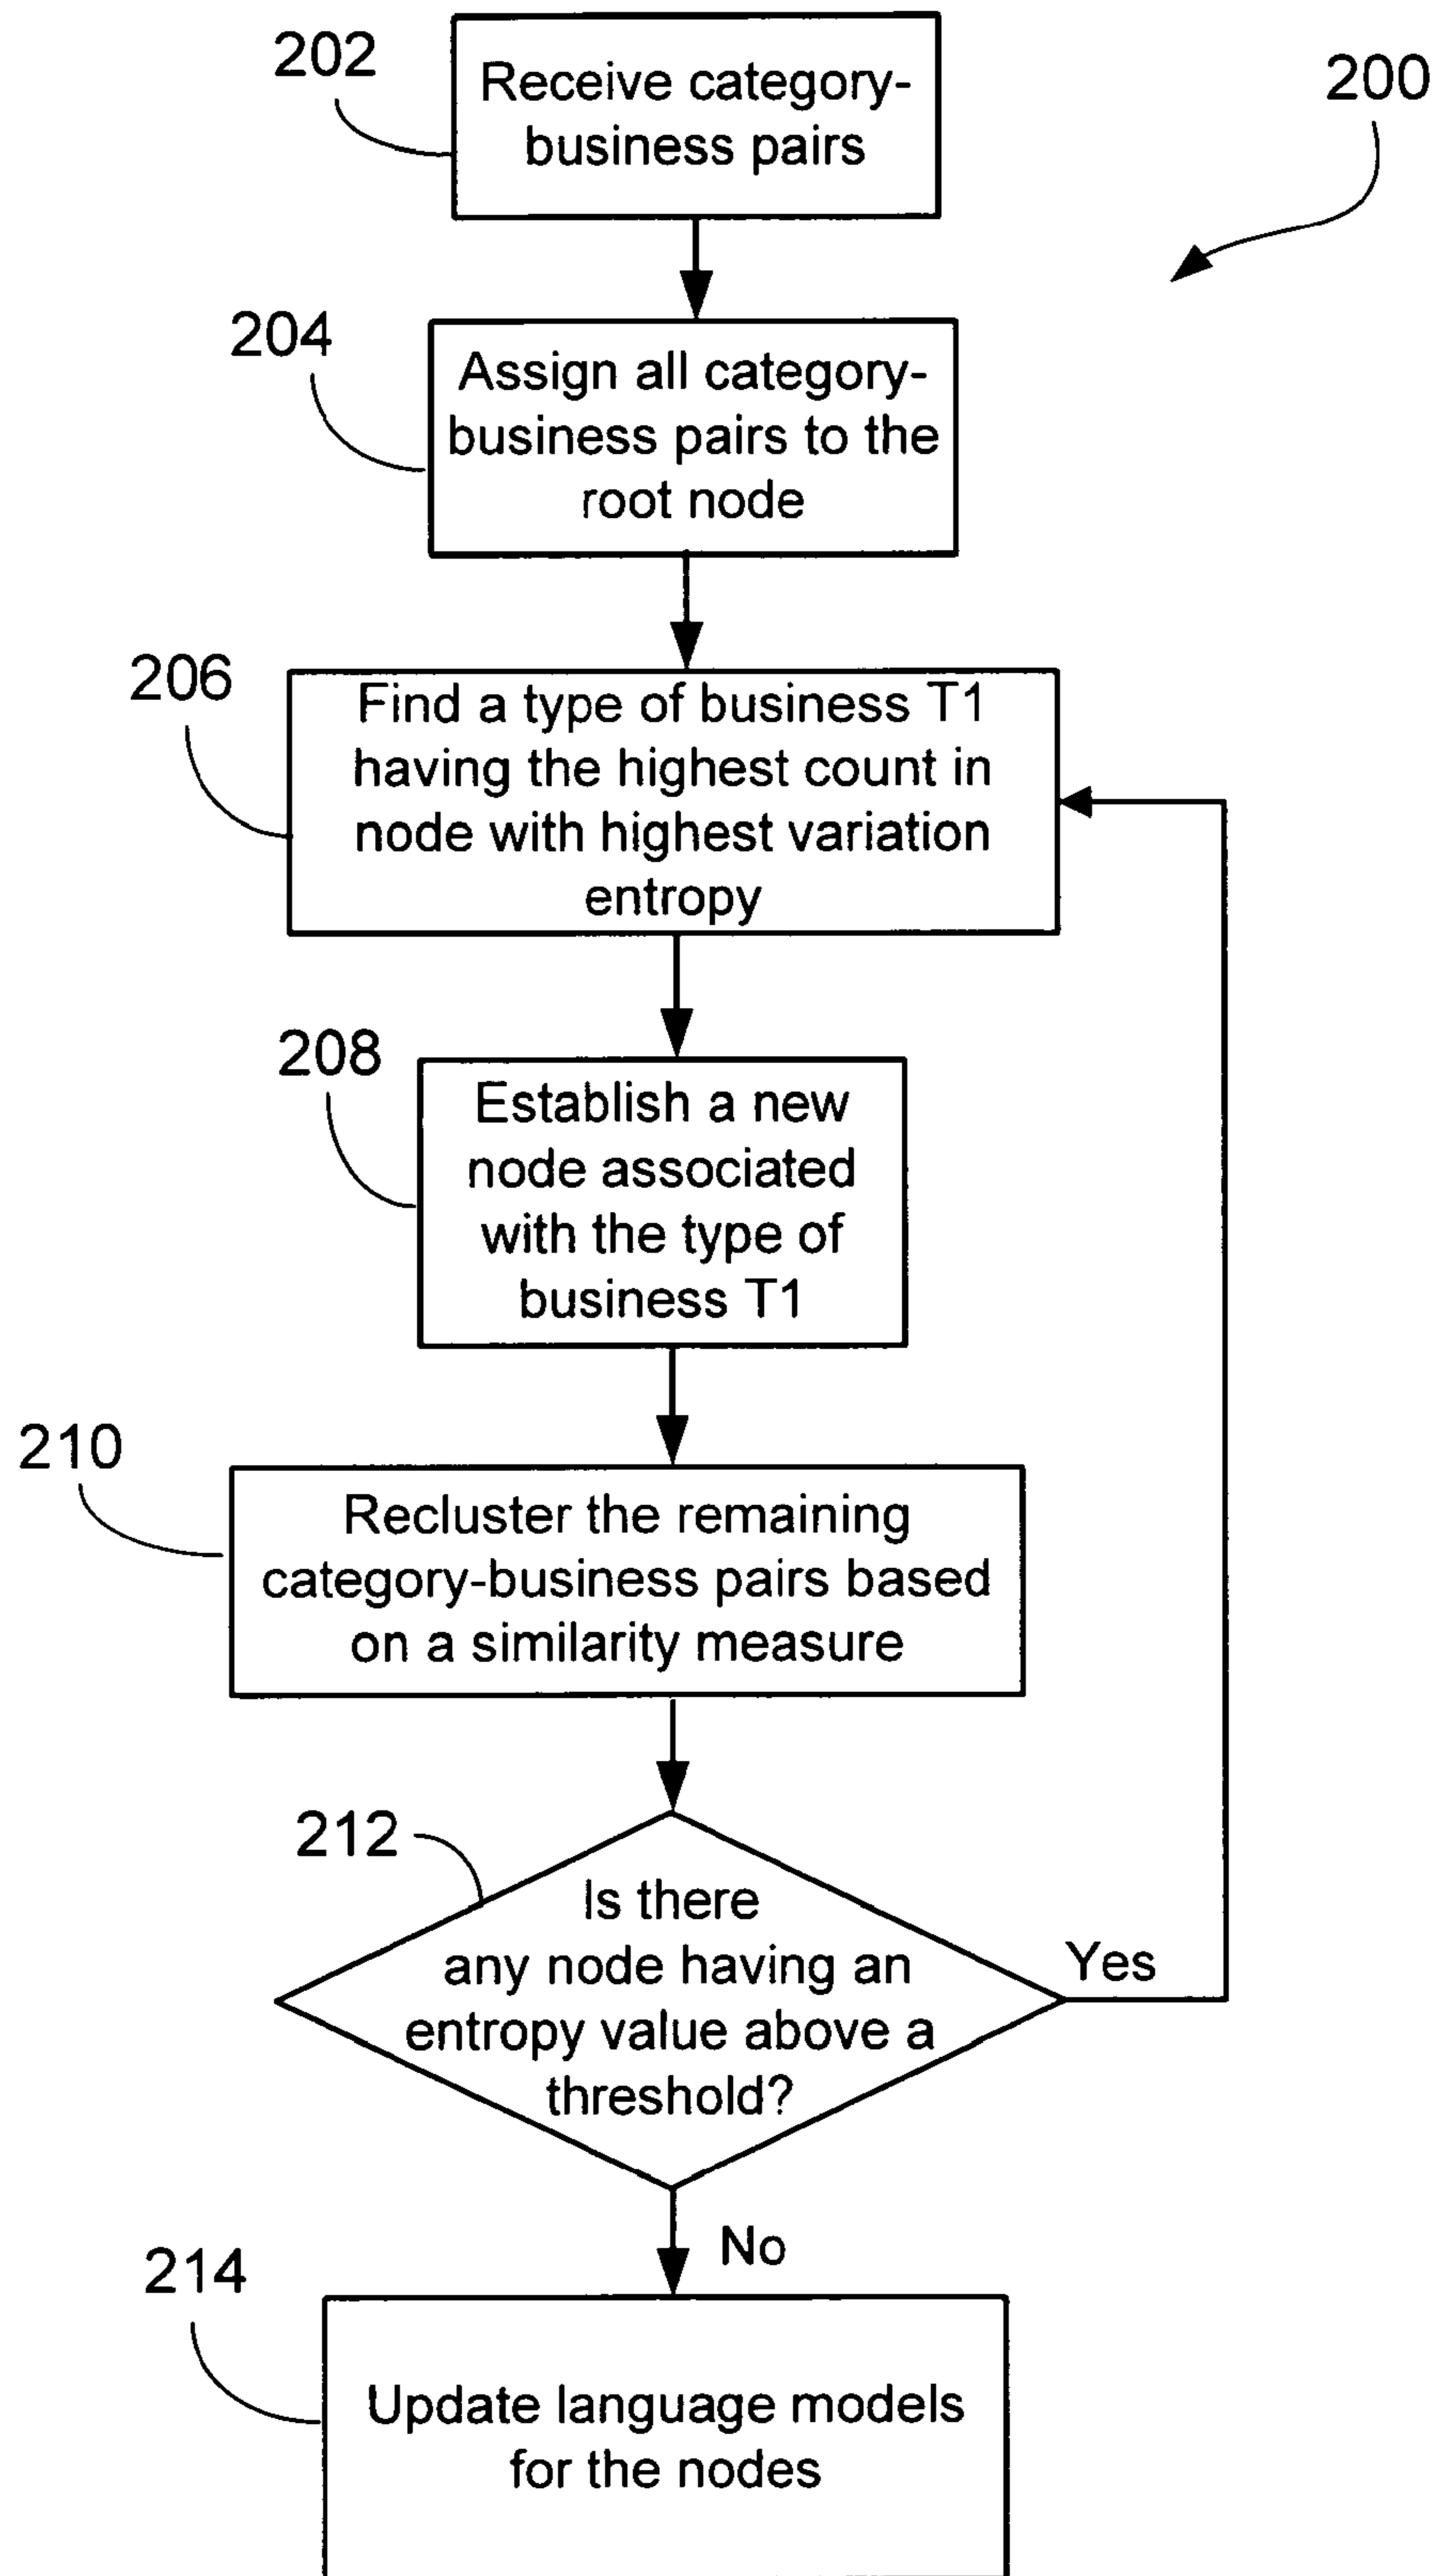 202
200
Receive category-
business pairs
204
Assign all category-
business pairs to the
root node
206
Find a type of business T1
having the highest count in
node with highest variation
entropy
208
Establish a new
node associated
with the type of
business T1
210
Recluster the remaining
category-business pairs based
on a similarity measure
212
Is there
any node having an
entropy value above a
threshold?
Yes
No
214
Update language models
for the nodes